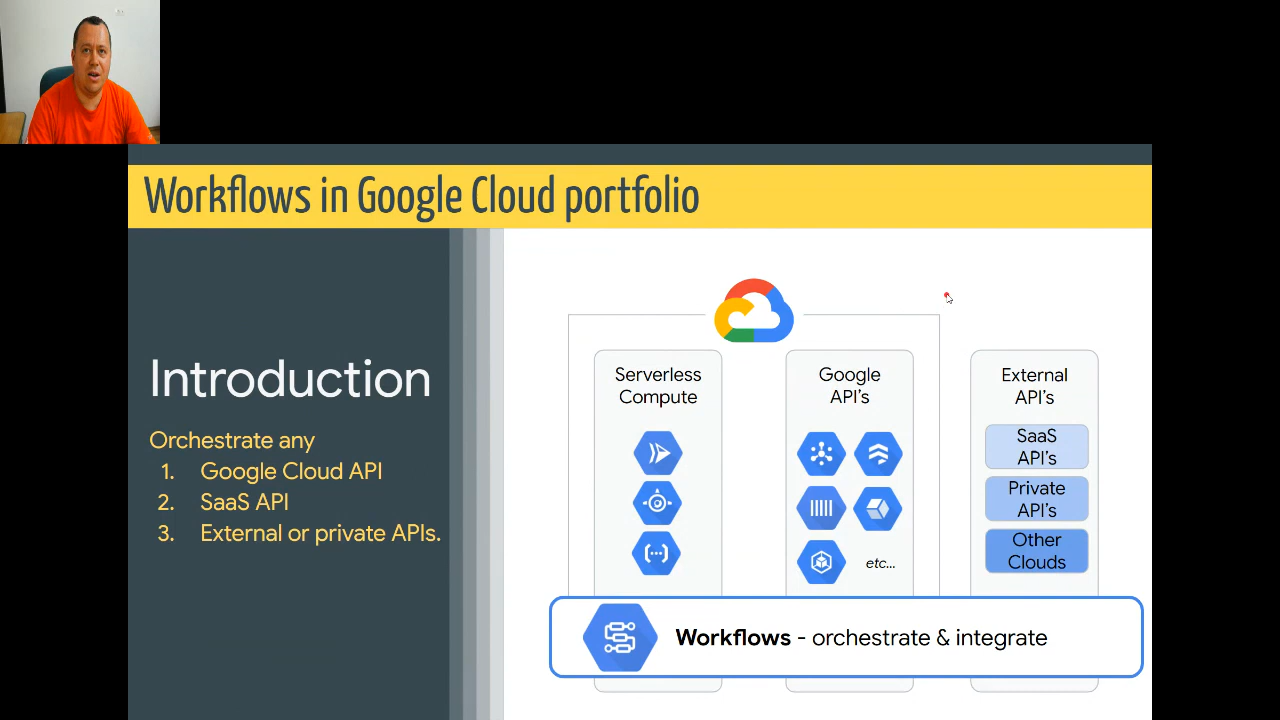 Workflows in Google Cloud portfolio
Introduction
Orchestrate any
1. Google Cloud API
2. SaaS API
3. External or private APIs.
Serverless
Compute
Google
API's
etc...
External
API's
SaaS
API's
Private
API's
Other
Clouds
Workflows - orchestrate & integrate